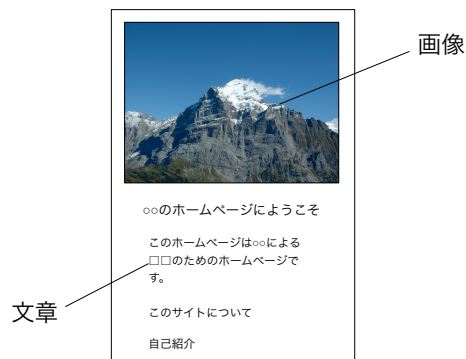 画像
○○のホームページにようこそ
このホームページは○○による
□□のためのホームページで
す。
文章
このサイトについて
自己紹介